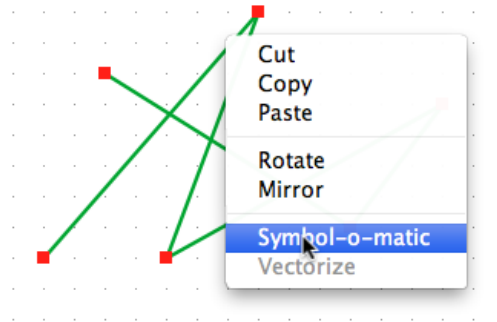 Cut
Copy
Paste
Rotate
Mirror
Symbol-o-matic
Vectorize